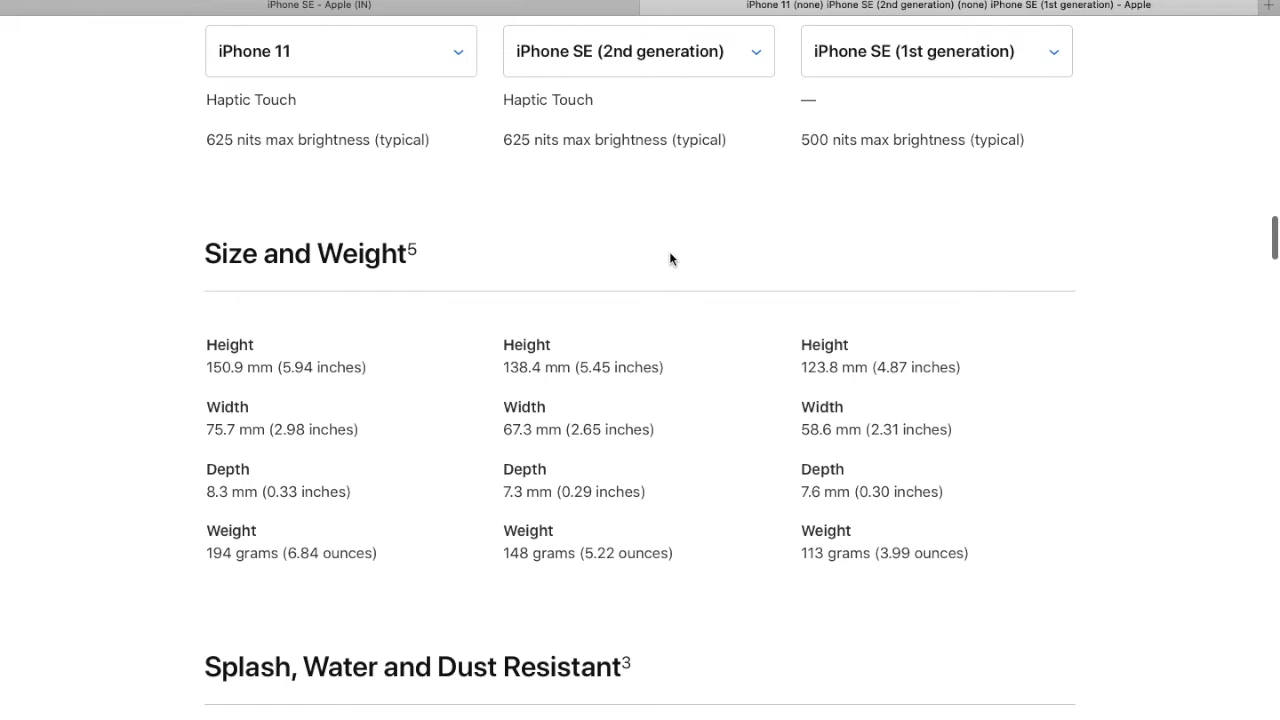 iPhone SE - Apple (IN)
iPhone 11 (none) iPhone SE (2nd generation) (none) iPhone SE (1st generation) - Apple
iPhone 11
iPhone SE (2nd generation)
iPhone SE (1st generation)
Haptic Touch
Haptic Touch
—
625 nits max brightness (typical)
625 nits max brightness (typical)
500 nits max brightness (typical)
Size and Weight5
Height
150.9 mm (5.94 inches)
Width
75.7 mm (2.98 inches)
Depth
8.3 mm (0.33 inches)
Weight
194 grams (6.84 ounces)
Height
138.4 mm (5.45 inches)
Width
67.3 mm (2.65 inches)
Depth
7.3 mm (0.29 inches)
Weight
148 grams (5.22 ounces)
Height
123.8 mm (4.87 inches)
Width
58.6 mm (2.31 inches)
Depth
7.6 mm (0.30 inches)
Weight
113 grams (3.99 ounces)
Splash, Water and Dust Resistant3